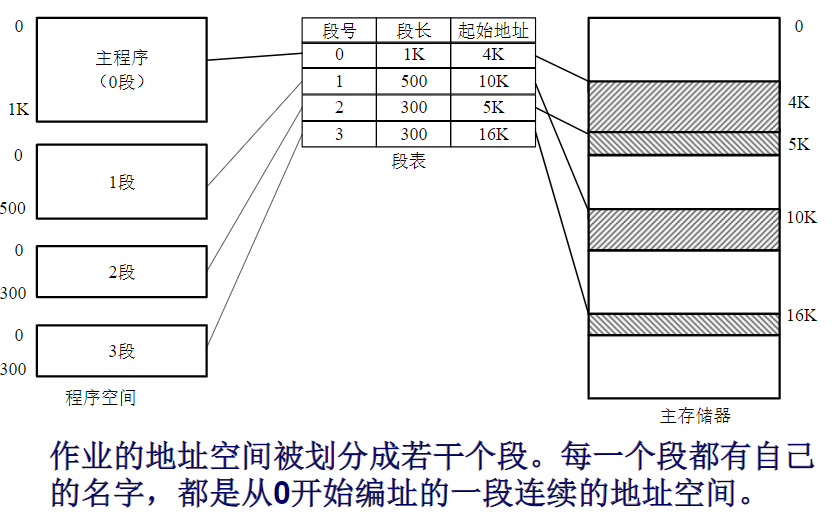 0
主程序
（0段）
1K
0
1段
500
0
2段
300
0
3段
300
程序空间
段号 段长 起始地址
0 1K 4K
1 500 10K
2 300 5K
3 300 16K
段表
0
4K
5K
10K
16K
主存储器
作业的地址空间被划分成若干个段。每一个段都有自己
的名字，都是从0开始编址的一段连续的地址空间。